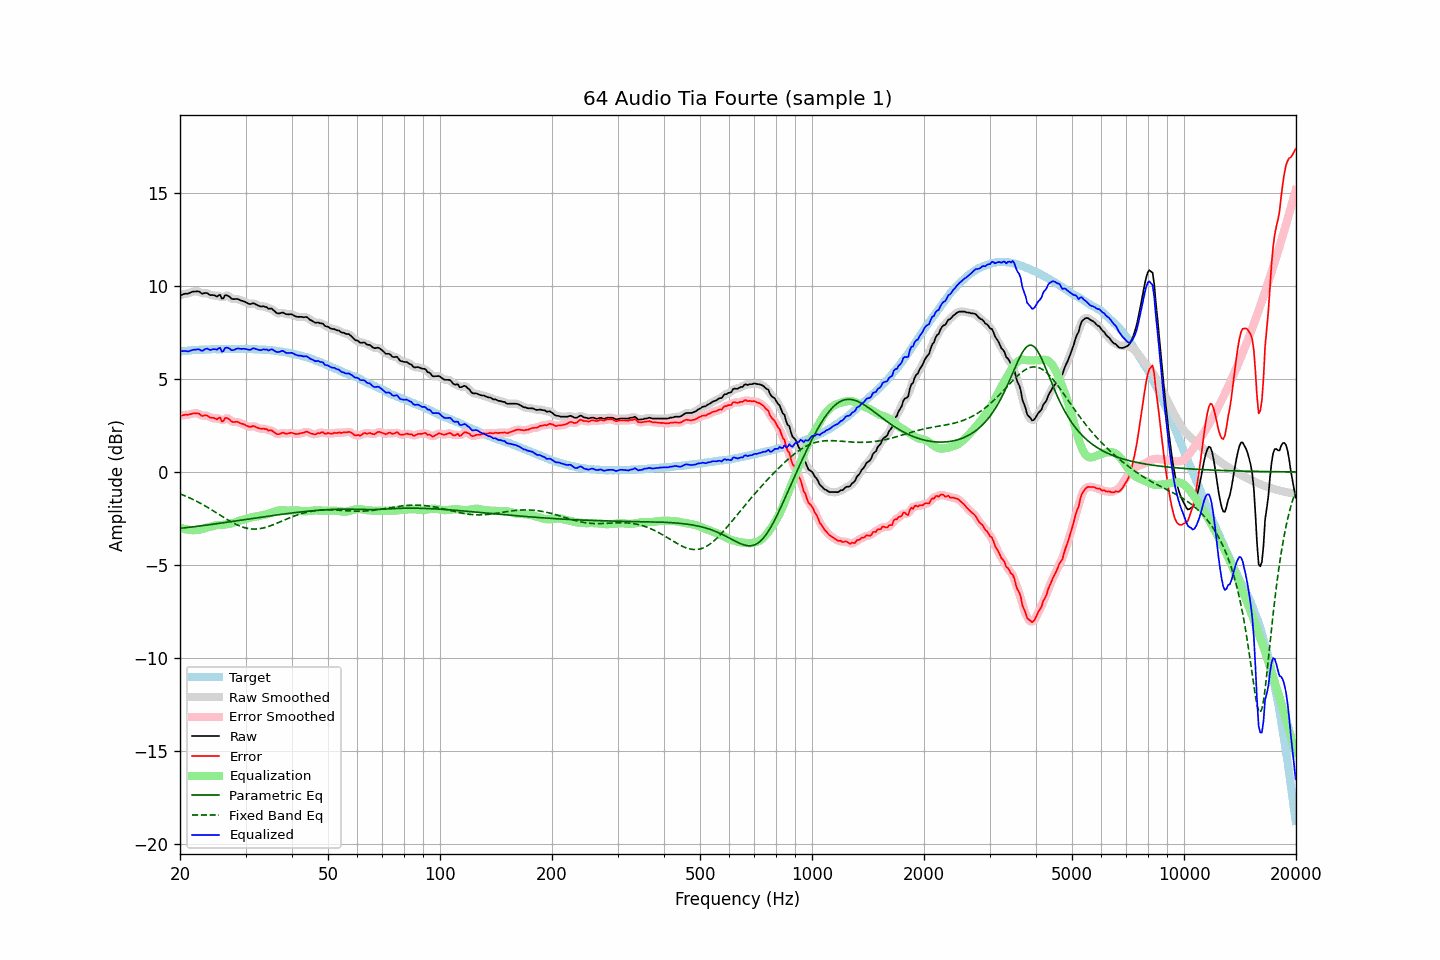 64 Audio Tia Fourte (sample 1)
Amplitude (dBr)
15
10
5
0
−5
−10
−15
−20
Target
Raw Smoothed
Error Smoothed
Raw
Error
Equalization
Parametric Eq
Fixed Band Eq
Equalized
20 50 100 200 500 1000 2000 5000 10000 20000
Frequency (Hz)